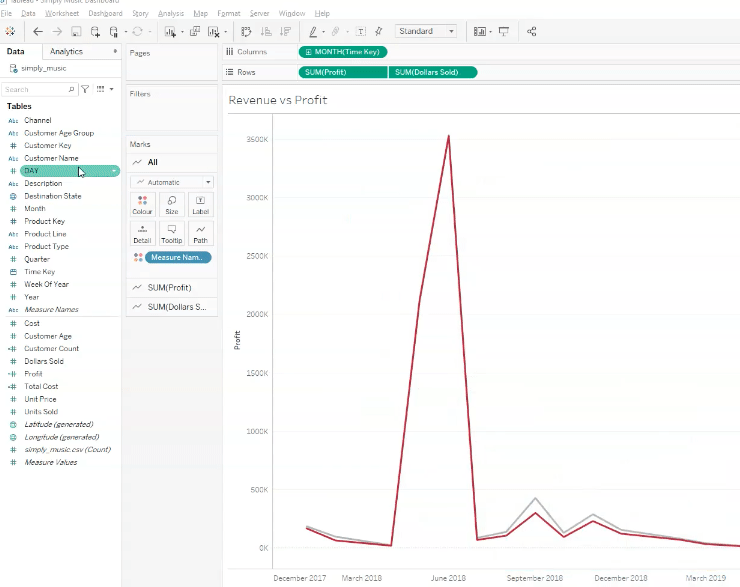 Tableau - Simply Music Dashboard
File Data Worksheet Dashboard Story Analysis Map Format Server Window Help
Standard
Data Analytics
simply_music
Search
Tables
Channel
Customer Age Group
Customer Key
Customer Name
DAY
Description
Destination State
Month
Product Key
Product Line
Product Type
Quarter
Time Key
Week Of Year
Year
Measure Names
Cost
Customer Age
Customer Count
Dollars Sold
Profit
Total Cost
Unit Price
Units Sold
Latitude (generated)
Longitude (generated)
simply_music.csv (Count)
Measure Values
Pages
Filters
Marks
All
Automatic
Colour Size Label
Detail Tooltip Path
Measure Nam..
SUM(Profit)
SUM(Dollars S...
Columns MONTH(Time Key)
Rows SUM(Profit) SUM(Dollars Sold)
Revenue vs Profit
3500K
3000K
2500K
2000K
1500K
1000K
500K
0K
Profit
December 2017 March 2018 June 2018 September 2018 December 2018 March 2019